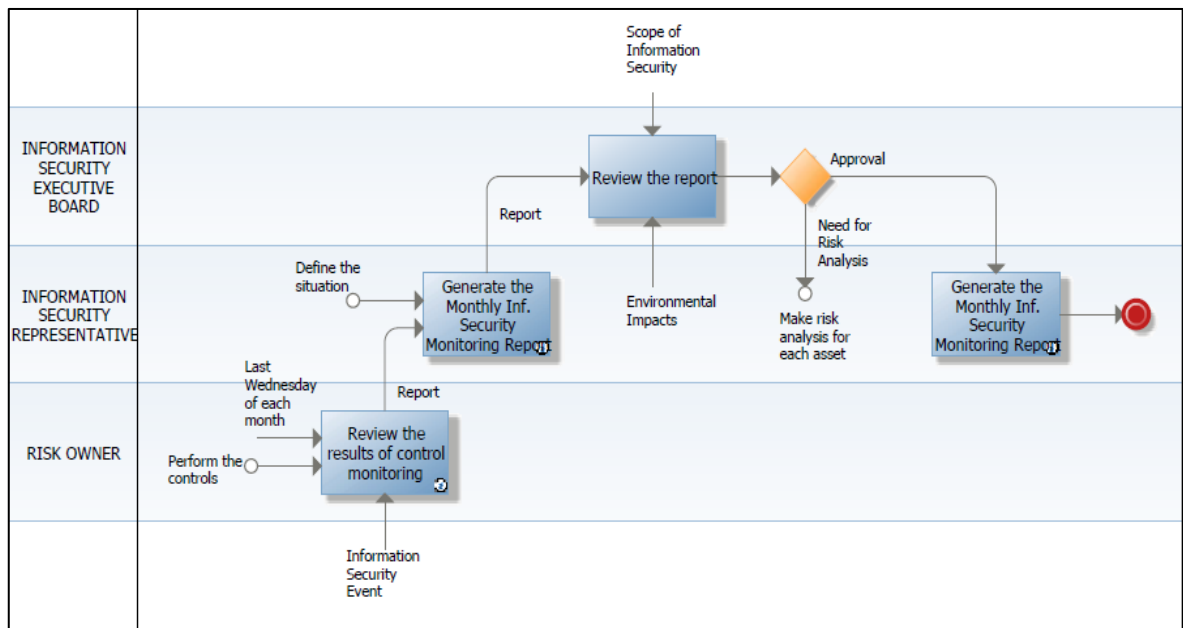 Scope of
Information
Security
INFORMATION
SECURITY
EXECUTIVE
BOARD
Review the report
Approval
Report
Need for
Risk
Analysis
INFORMATION
SECURITY
REPRESENTATIVE
Define the
situation
Generate the
Monthly Inf.
Security
Monitoring Report
Environmental
Impacts
Make risk
analysis for
each asset
Generate the
Monthly Inf.
Security
Monitoring Report
RISK OWNER
Last
Wednesday
of each
month
Report
Perform the
controls
Review the
results of control
monitoring
Information
Security
Event